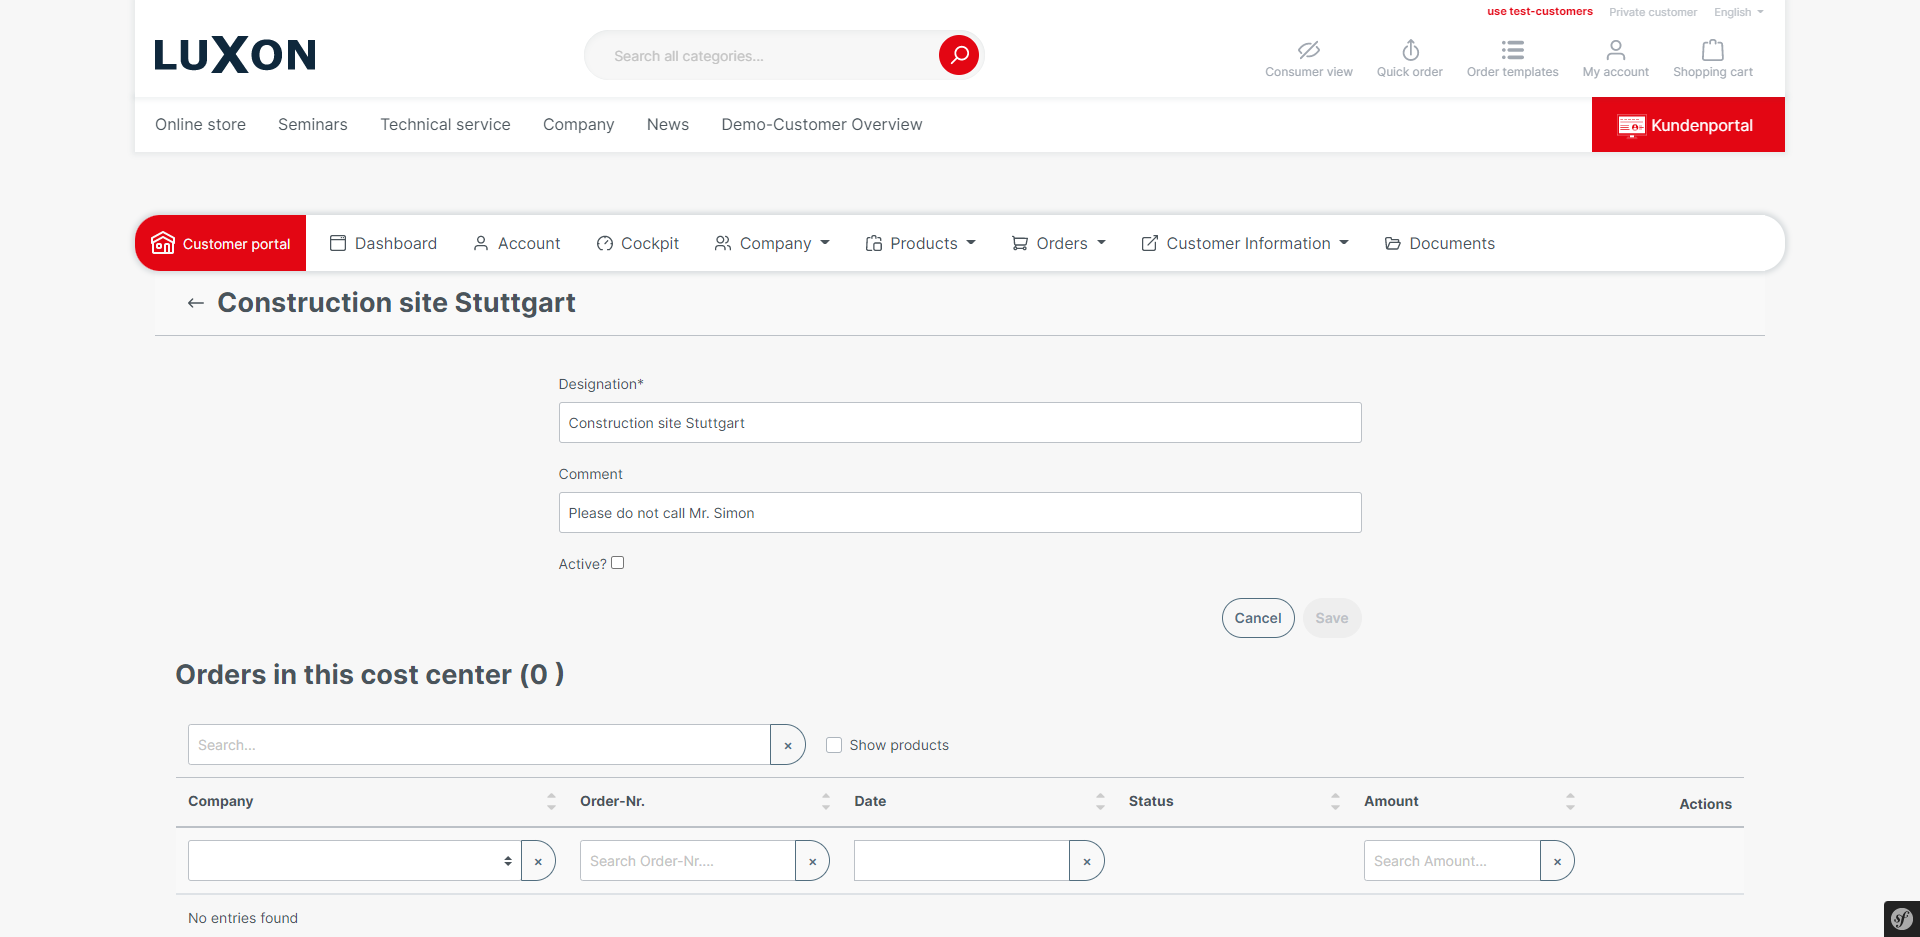 use test-customers Private customer English
LUXON
Search all categories...
Consumer view Quick order Order templates My account Shopping cart
Online store Seminars Technical service Company News Demo-Customer Overview Kundenportal
Customer portal Dashboard Account Cockpit Company Products Orders Customer Information Documents
← Construction site Stuttgart
Designation*
Construction site Stuttgart
Comment
Please do not call Mr. Simon
Active?
Cancel Save
Orders in this cost center (0 )
Search... × Show products
Company Order-Nr. Date Status Amount Actions
× Search Order-Nr.... × × Search Amount... ×
No entries found
sf